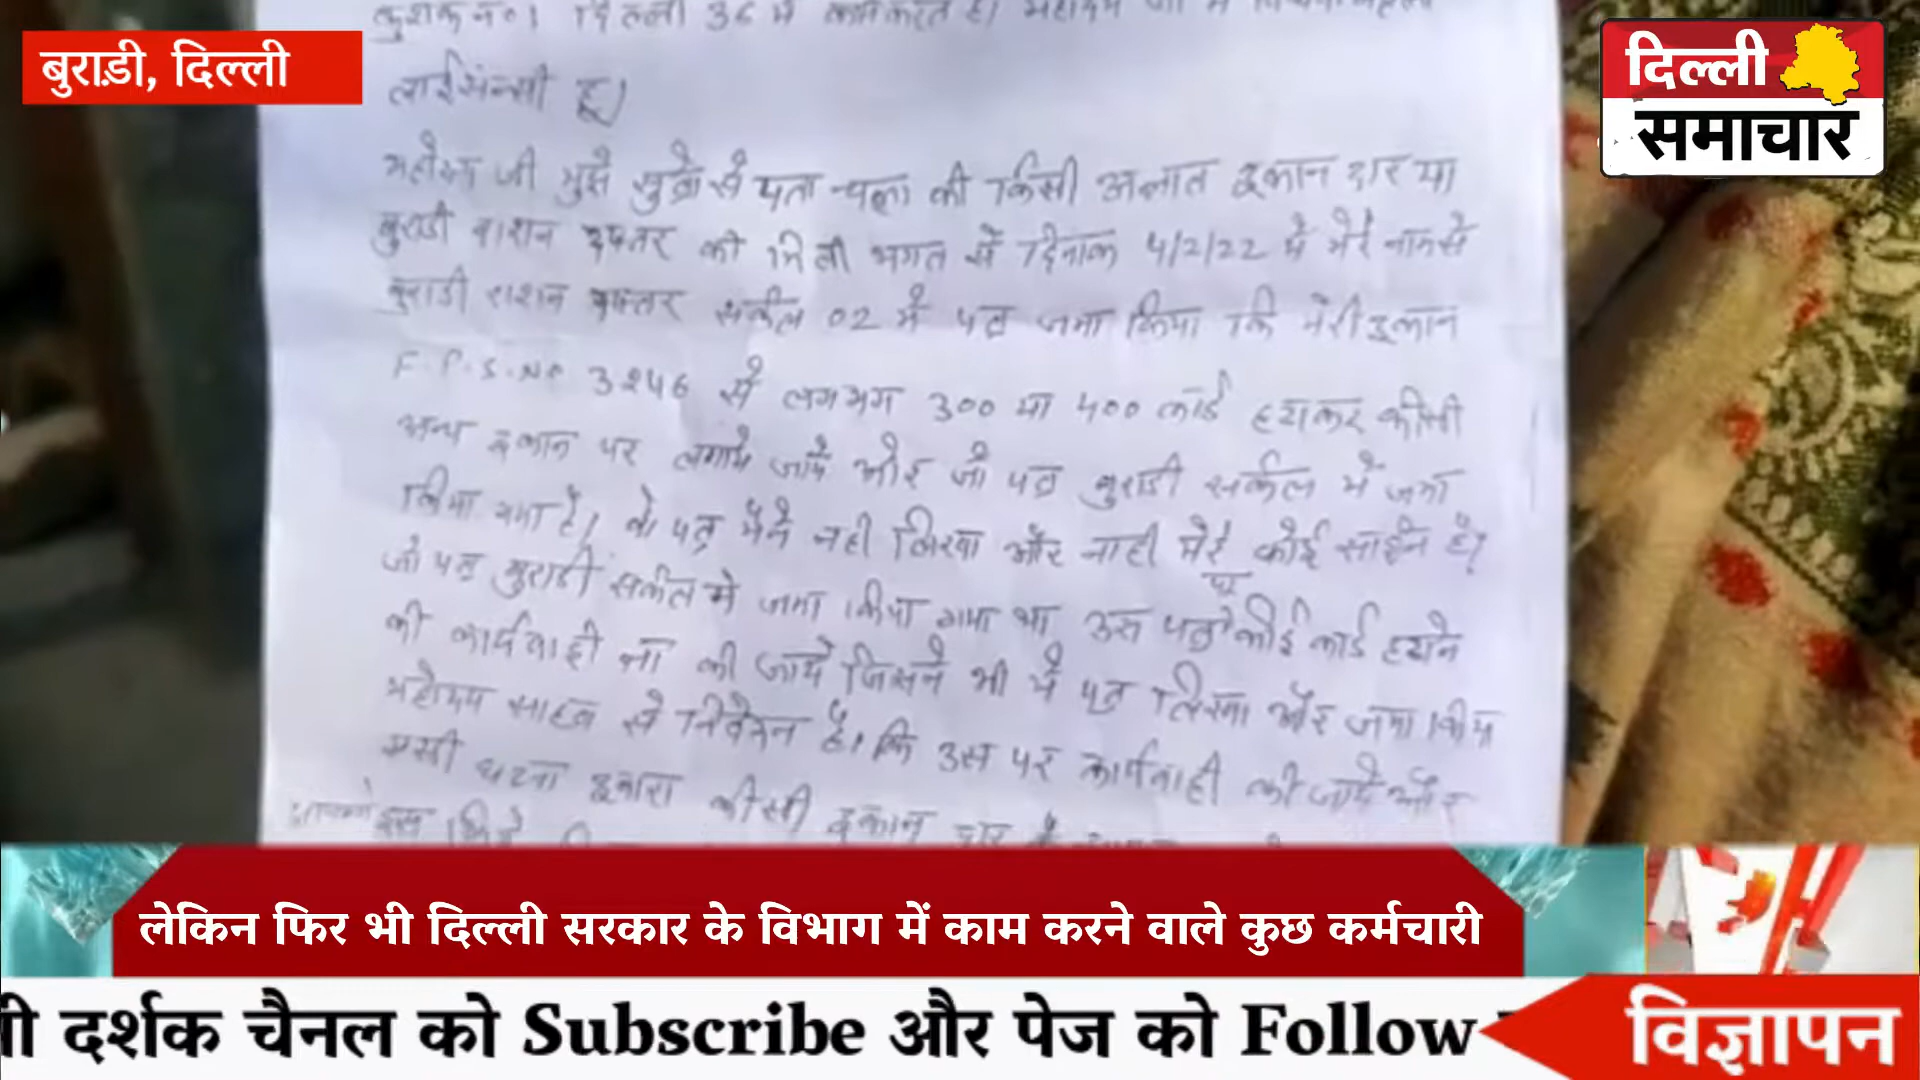 बुराड़ी, दिल्ली
दिल्ली
समाचार
दिल्ली 36 में
लाईसेन्सी हू।
महोदय जी मुझे सुत्रो से पता चला की किसी अज्ञात दुकान दार या
बुराडी राशन दफ्तर की मिली भगत से दिनाक 4/2/22 मे मेरे नाम से
बुराडी राशन दफ्तर सर्कल 02 मे पत्र जमा किया कि मेरी दुकान
F.P.S. NO 3246 से लगभग 300 या 400 कार्ड हटाकर कीसी
अन्य दुकान पर लगाये जाये और जो पत्र बुराडी सर्कल में जमा
किया गया है। वो पत्र मैने नही लिखा और नाही मेरे कोई साईन है।
जो पत्र बुराडी सर्कल मे जमा किया गया था उस पत्र पर कोई कार्ड हटाने
की कार्यवाही ना की जाये जिसने भी ये पत्र लिखा और जमा किया
महोदय साहब से निवेदन है। कि उस पर कार्यवाही की जाये और
एसी घटना दुबारा कीसी दुकान दार
लेकिन फिर भी दिल्ली सरकार के विभाग में काम करने वाले कुछ कर्मचारी
दर्शक चैनल को Subscribe और पेज को Follow
विज्ञापन